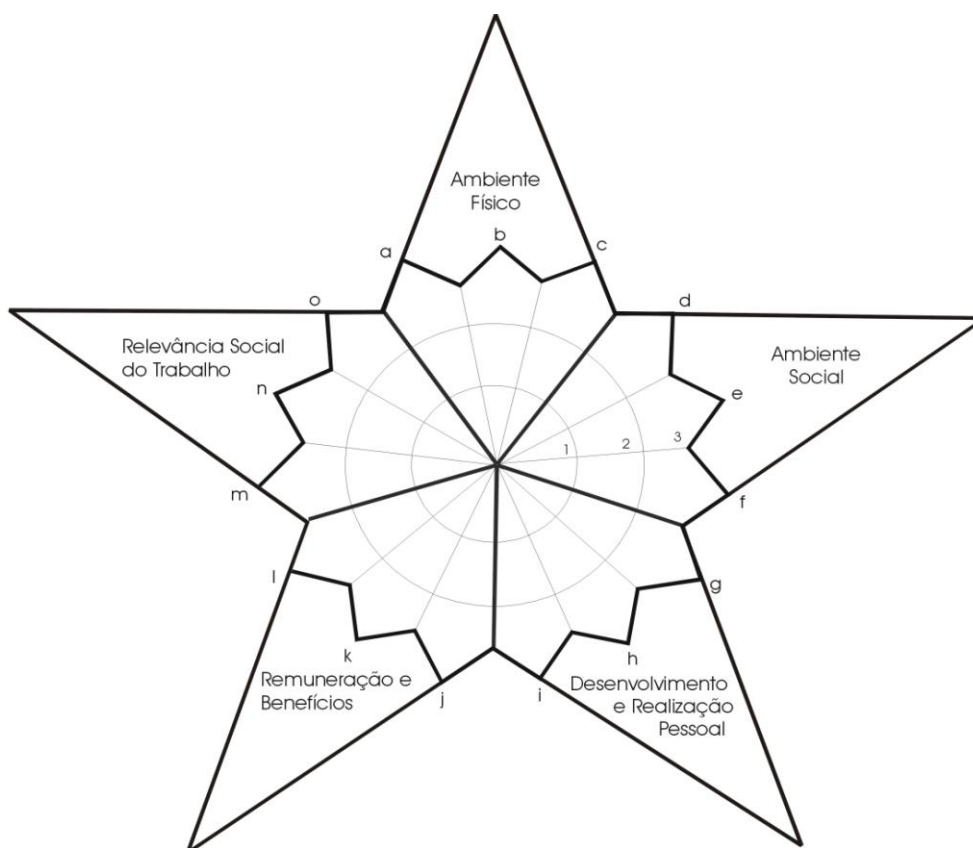 Ambiente
Físico
b
a
c
o
d
Relevância Social
do Trabalho
Ambiente
Social
n
e
1
2
3
m
f
l
g
k
h
Remuneração e
Benefícios
j
i
Desenvolvimento
e Realização
Pessoal